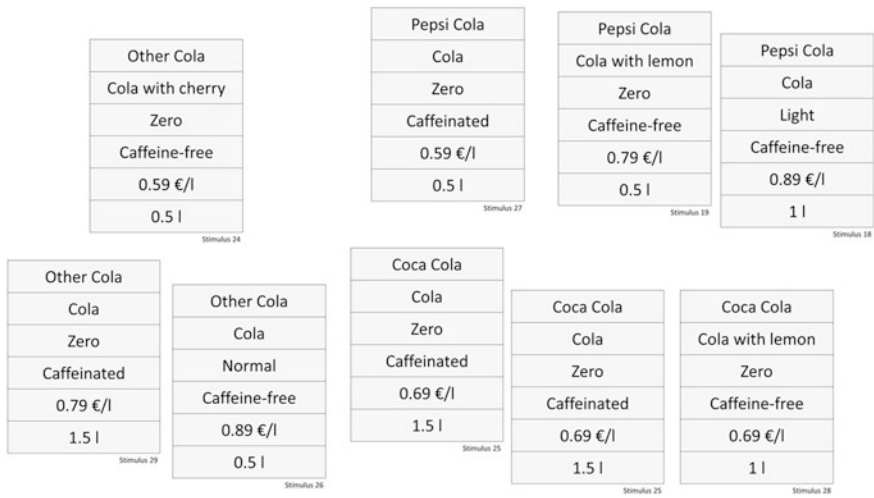 Other Cola
Cola with cherry
Zero
Caffeine-free
0.59 €/l
0.5 l
Stimulus 24
Pepsi Cola
Cola
Zero
Caffeinated
0.59 €/l
0.5 l
Stimulus 27
Pepsi Cola
Cola with lemon
Zero
Caffeine-free
0.79 €/l
0.5 l
Stimulus 19
Pepsi Cola
Cola
Light
Caffeine-free
0.89 €/l
1 l
Stimulus 18
Other Cola
Cola
Zero
Caffeinated
0.79 €/l
1.5 l
Stimulus 29
Other Cola
Cola
Normal
Caffeine-free
0.89 €/l
0.5 l
Stimulus 26
Coca Cola
Cola
Zero
Caffeinated
0.69 €/l
1.5 l
Stimulus 25
Coca Cola
Cola
Zero
Caffeinated
0.69 €/l
1.5 l
Stimulus 25
Coca Cola
Cola with lemon
Zero
Caffeine-free
0.69 €/l
1 l
Stimulus 28